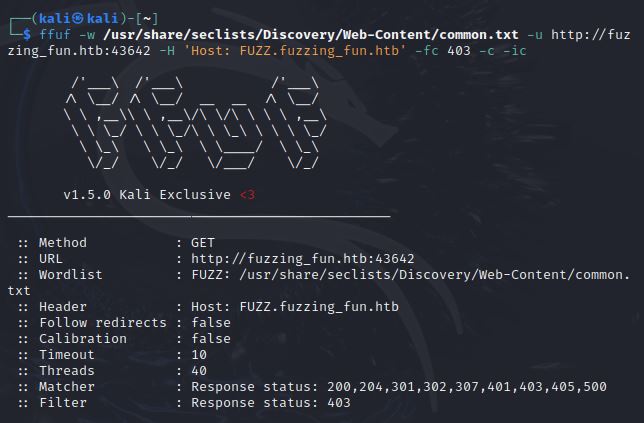 ┌──(kali㉿kali)-[~]
└─$ ffuf -w /usr/share/seclists/Discovery/Web-Content/common.txt -u http://fuz
zing_fun.htb:43642 -H 'Host: FUZZ.fuzzing_fun.htb' -fc 403 -c -ic
v1.5.0 Kali Exclusive <3
:: Method : GET
:: URL : http://fuzzing_fun.htb:43642
:: Wordlist : FUZZ: /usr/share/seclists/Discovery/Web-Content/common.
txt
:: Header : Host: FUZZ.fuzzing_fun.htb
:: Follow redirects : false
:: Calibration : false
:: Timeout : 10
:: Threads : 40
:: Matcher : Response status: 200,204,301,302,307,401,403,405,500
:: Filter : Response status: 403